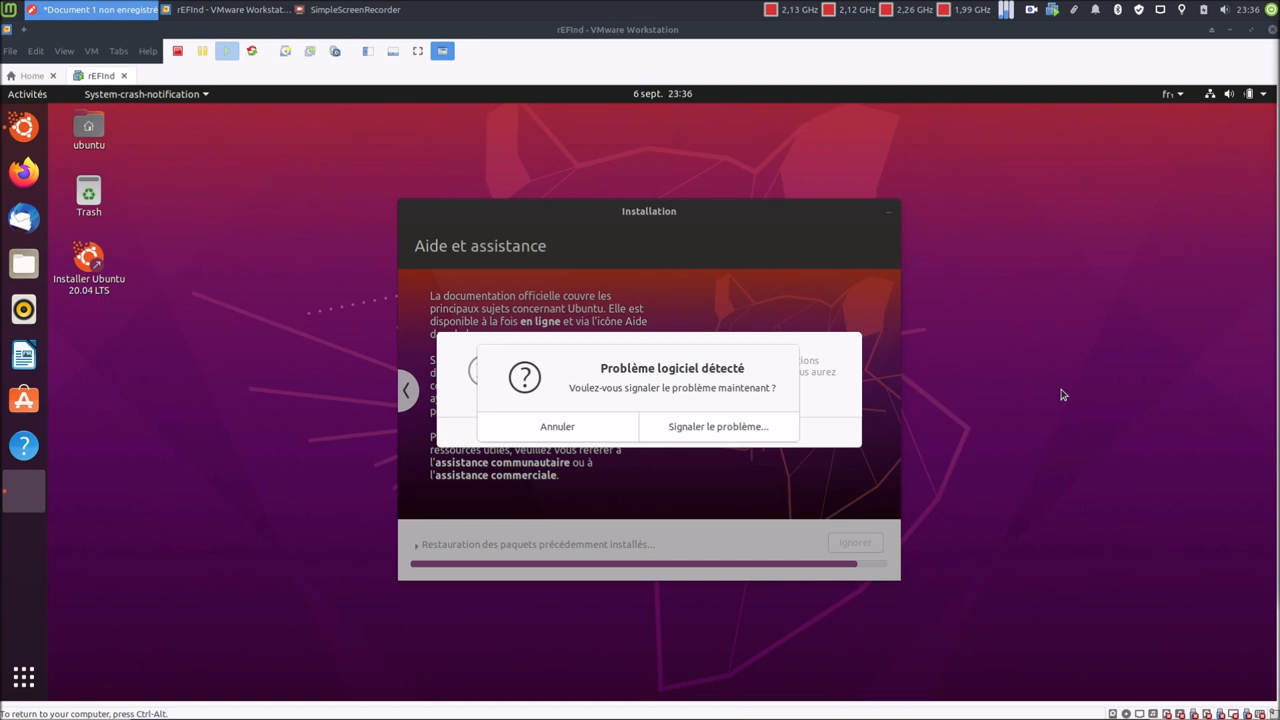 *Document 1 non enregistré
rEFInd - VMware Workstat...
SimpleScreenRecorder
2,13 GHz
2,12 GHz
2,26 GHz
1,99 GHz
23:36
rEFInd - VMware Workstation
File Edit View VM Tabs Help
Home
rEFInd
Activités
System-crash-notification
6 sept. 23:36
fr₁
ubuntu
Trash
Installer Ubuntu
20.04 LTS
Installation
Aide et assistance
La documentation officielle couvre les
principaux sujets concernant Ubuntu. Elle est
disponible à la fois en ligne et via l'icône Aide
Problème logiciel détecté
Voulez-vous signaler le problème maintenant ?
Annuler
Signaler le problème...
ressources utiles, veuillez vous référer à
l'assistance communautaire ou à
l'assistance commerciale.
Restauration des paquets précédemment installés...
Ignorer
To return to your computer, press Ctrl-Alt.